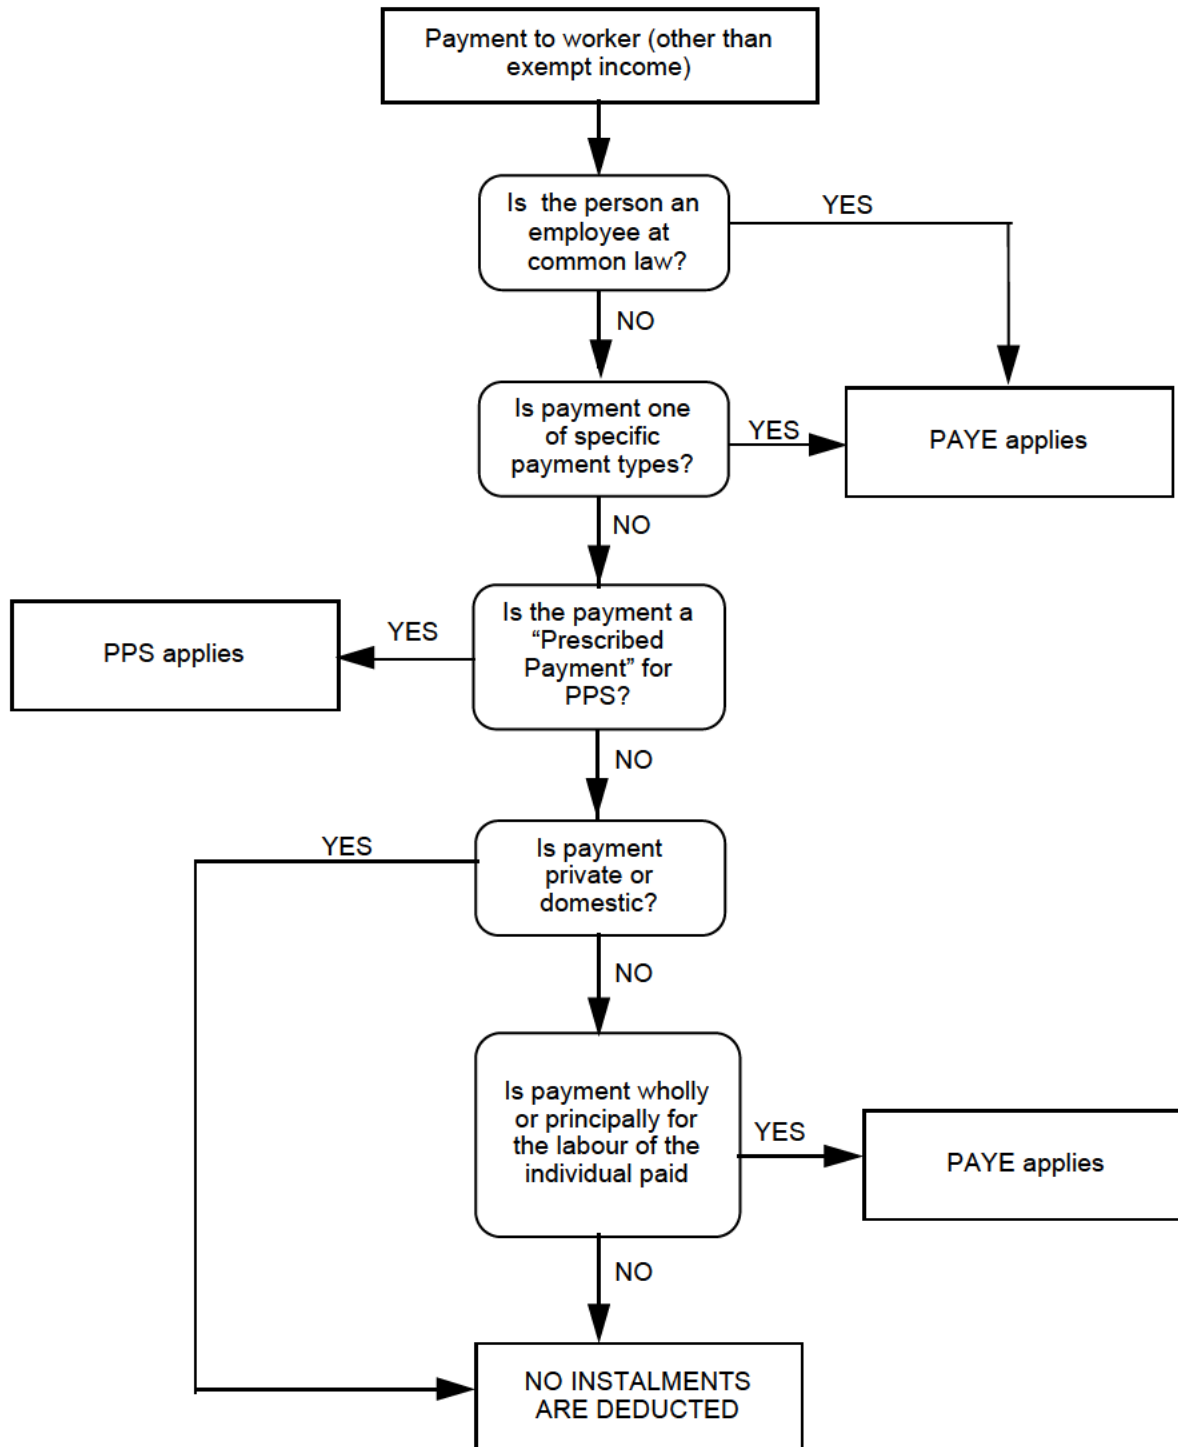 Payment to worker (other than
exempt income)
Is the person an
employee at
common law?
YES
NO
Is payment one
of specific
payment types?
YES
PAYE applies
NO
Is the payment a
“Prescribed
Payment” for
PPS?
YES
PPS applies
NO
Is payment
private or
domestic?
YES
NO
Is payment wholly
or principally for
the labour of the
individual paid
YES
PAYE applies
NO
NO INSTALMENTS
ARE DEDUCTED